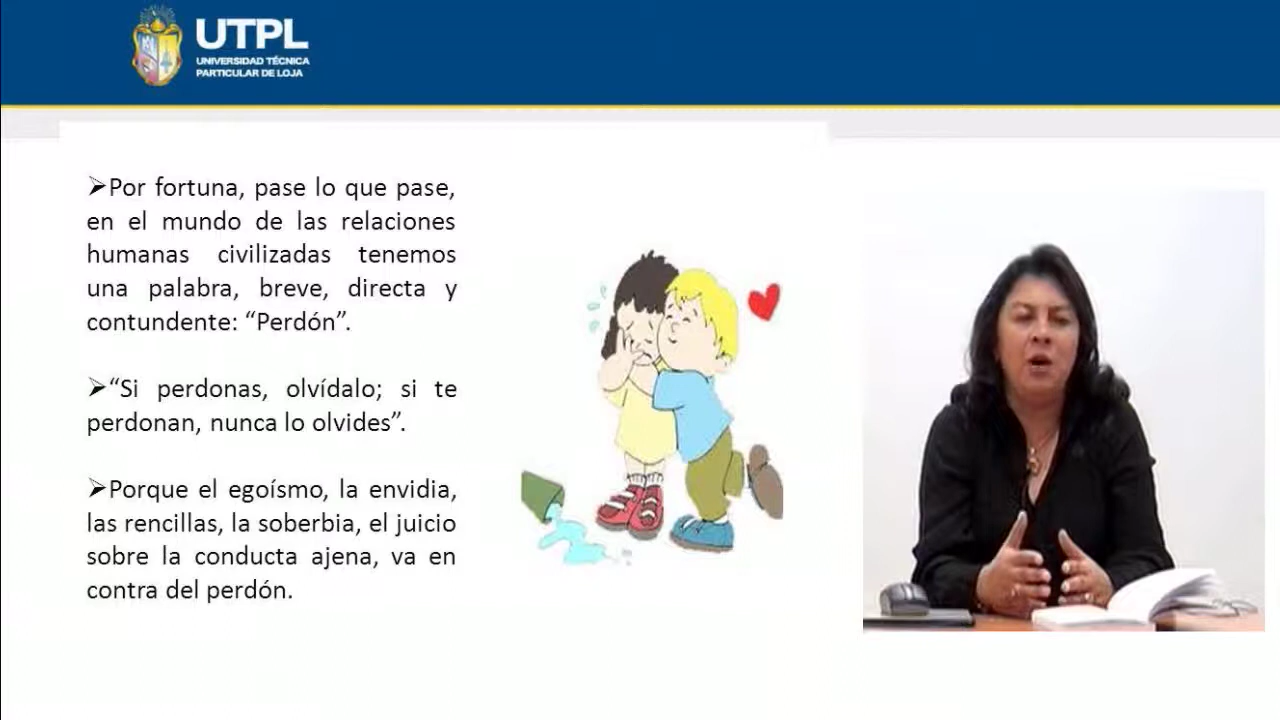 UTPL
UNIVERSIDAD TÉCNICA
PARTICULAR DE LOJA
➢Por fortuna, pase lo que pase,
en el mundo de las relaciones
humanas civilizadas tenemos
una palabra, breve, directa y
contundente: “Perdón”.
➢“Si perdonas, olvídalo; si te
perdonan, nunca lo olvides”.
➢Porque el egoísmo, la envidia,
las rencillas, la soberbia, el juicio
sobre la conducta ajena, va en
contra del perdón.